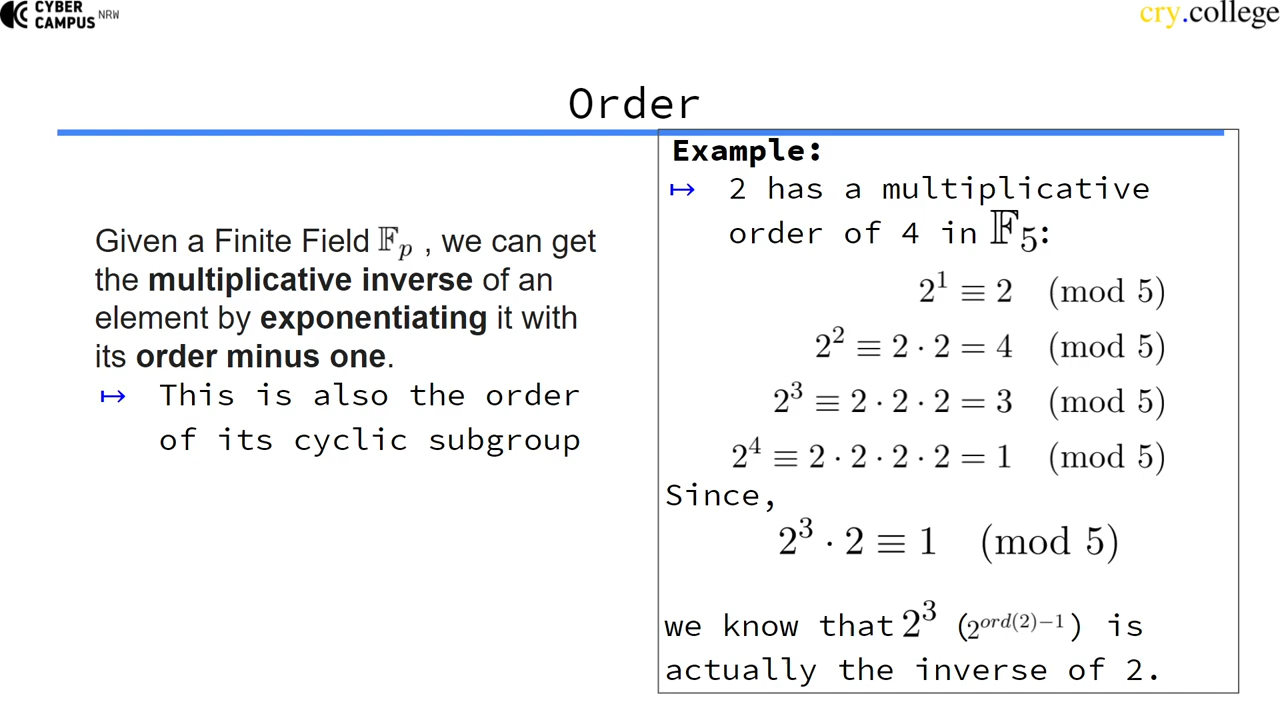 CYBER
CAMPUS NRW
cry.college
Order
Given a Finite Field 𝔽ₚ , we can get
the multiplicative inverse of an
element by exponentiating it with
its order minus one.
↦ This is also the order
of its cyclic subgroup
Example:
↦ 2 has a multiplicative
order of 4 in 𝔽₅:
2¹ ≡ 2 (mod 5)
2² ≡ 2 · 2 = 4 (mod 5)
2³ ≡ 2 · 2 · 2 = 3 (mod 5)
2⁴ ≡ 2 · 2 · 2 · 2 = 1 (mod 5)
Since,
2³ · 2 ≡ 1 (mod 5)
we know that 2³ (2^{ord(2)−1}) is
actually the inverse of 2.